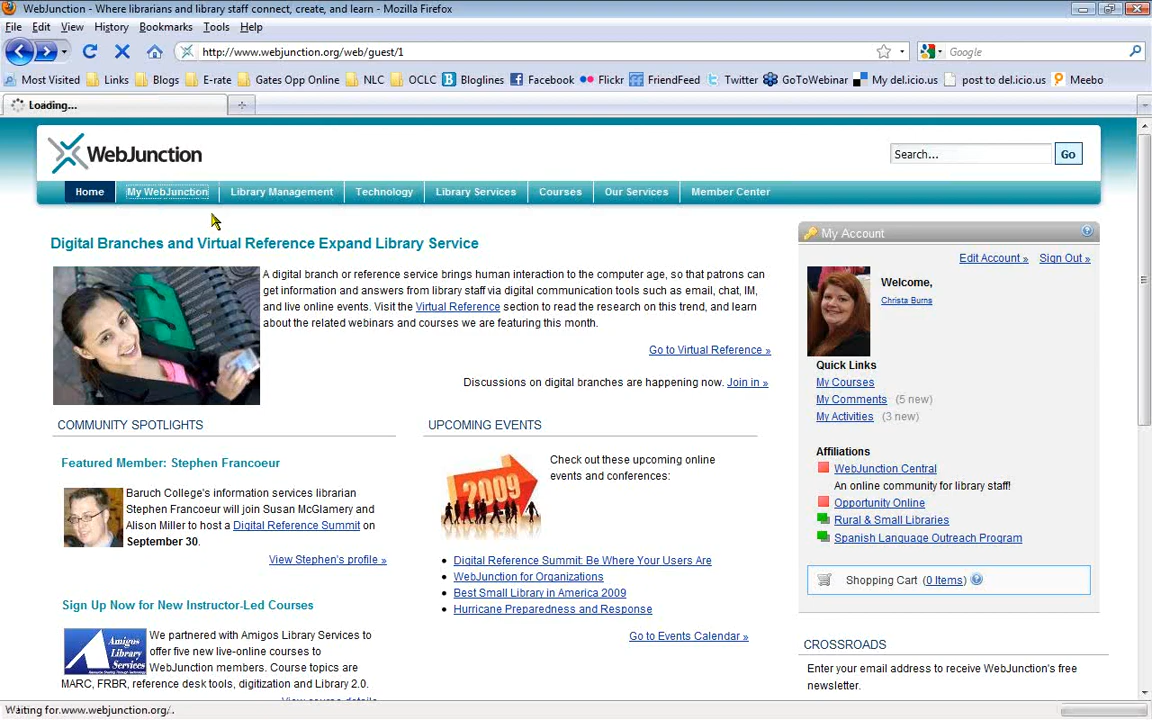 WebJunction - Where librarians and library staff connect, create, and learn - Mozilla Firefox
File Edit View History Bookmarks Tools Help
http://www.webjunction.org/web/guest/1
Google
Most Visited Links Blogs E-rate Gates Opp Online NLC OCLC Bloglines Facebook Flickr FriendFeed Twitter GoToWebinar My del.icio.us post to del.icio.us Meebo
Loading...
WebJunction
Search... Go
Home My WebJunction Library Management Technology Library Services Courses Our Services Member Center
Digital Branches and Virtual Reference Expand Library Service
A digital branch or reference service brings human interaction to the computer age, so that patrons can
get information and answers from library staff via digital communication tools such as email, chat, IM,
and live online events. Visit the Virtual Reference section to read the research on this trend, and learn
about the related webinars and courses we are featuring this month.
Go to Virtual Reference »
Discussions on digital branches are happening now. Join in »
COMMUNITY SPOTLIGHTS
Featured Member: Stephen Francoeur
Baruch College's information services librarian
Stephen Francoeur will join Susan McGlamery and
Alison Miller to host a Digital Reference Summit on
September 30.
View Stephen's profile »
Sign Up Now for New Instructor-Led Courses
Amigos
Library
Services
We partnered with Amigos Library Services to
offer five new live-online courses to
WebJunction members. Course topics are
MARC, FRBR, reference desk tools, digitization and Library 2.0.
View course details
UPCOMING EVENTS
2009
Check out these upcoming online
events and conferences:
Digital Reference Summit: Be Where Your Users Are
WebJunction for Organizations
Best Small Library in America 2009
Hurricane Preparedness and Response
Go to Events Calendar »
My Account
Edit Account » Sign Out »
Welcome,
Christa Burns
Quick Links
My Courses
My Comments (5 new)
My Activities (3 new)
Affiliations
WebJunction Central
An online community for library staff!
Opportunity Online
Rural & Small Libraries
Spanish Language Outreach Program
Shopping Cart (0 Items)
CROSSROADS
Enter your email address to receive WebJunction's free
newsletter.
Waiting for www.webjunction.org/.